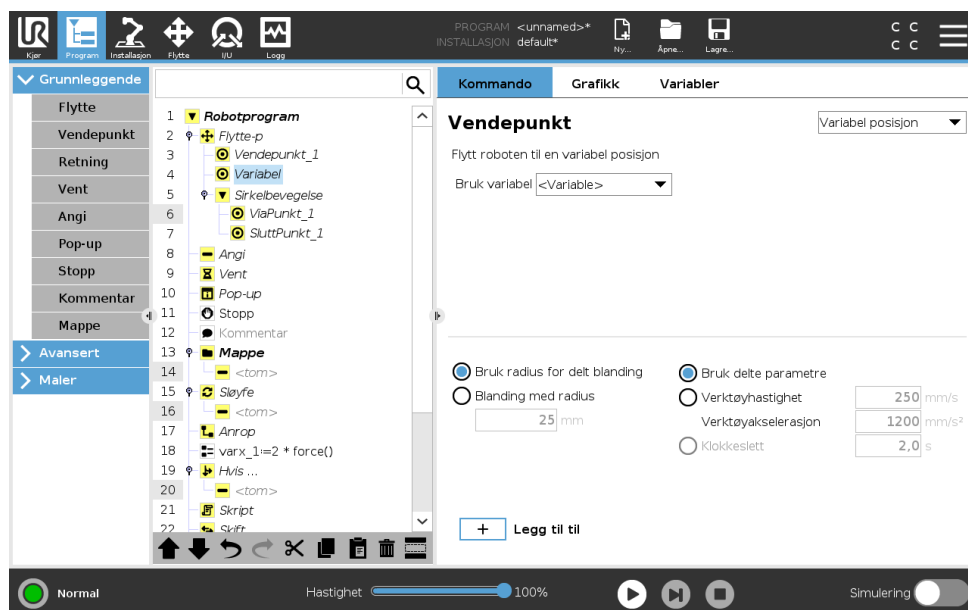 UR
PROGRAM <unnamed>*
INSTALLASJON default*
Kjør Program Installasjon Flytte I/U Logg
Ny... Åpne... Lagre...
C C
C C
Grunnleggende
Flytte
Vendepunkt
Retning
Vent
Angi
Pop-up
Stopp
Kommentar
Mappe
Avansert
Maler
1 Robotprogram
2 Flytte-p
3 Vendepunkt_1
4 Variabel
5 Sirkelbevegelse
6 ViaPunkt_1
7 SluttPunkt_1
8 Angi
9 Vent
10 Pop-up
11 Stopp
12 Kommentar
13 Mappe
14 <tom>
15 Sløyfe
16 <tom>
17 Anrop
18 varx_1:=2 * force()
19 Hvis ...
20 <tom>
21 Skript
22 Skift
Kommando Grafikk Variabler
Vendepunkt
Variabel posisjon
Flytt roboten til en variabel posisjon
Bruk variabel <Variable>
Bruk radius for delt blanding
Blanding med radius
25 mm
Bruk delte parametre
Verktøyhastighet 250 mm/s
Verktøyakselerasjon 1200 mm/s²
Klokkeslett 2,0 s
+ Legg til til
Normal
Hastighet 100%
Simulering